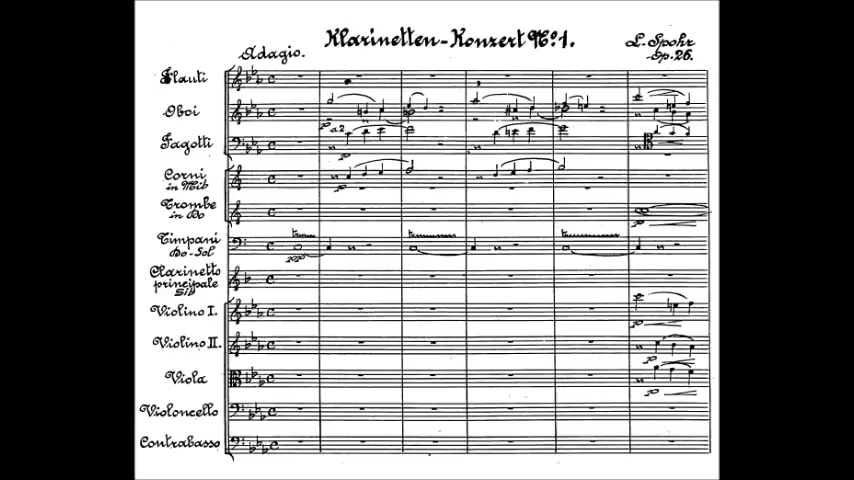 Klarinetten-Konzert No. 1.
L. Spohr
Op. 26.
Adagio.
Flauti
Oboi
a2
Fagotti
Corni
in Mib
Trombe
in Do
Timpani
Do-Sol
Clarinetto
principale
SIb
Violino I.
Violino II.
Viola
Violoncello
Contrabasso